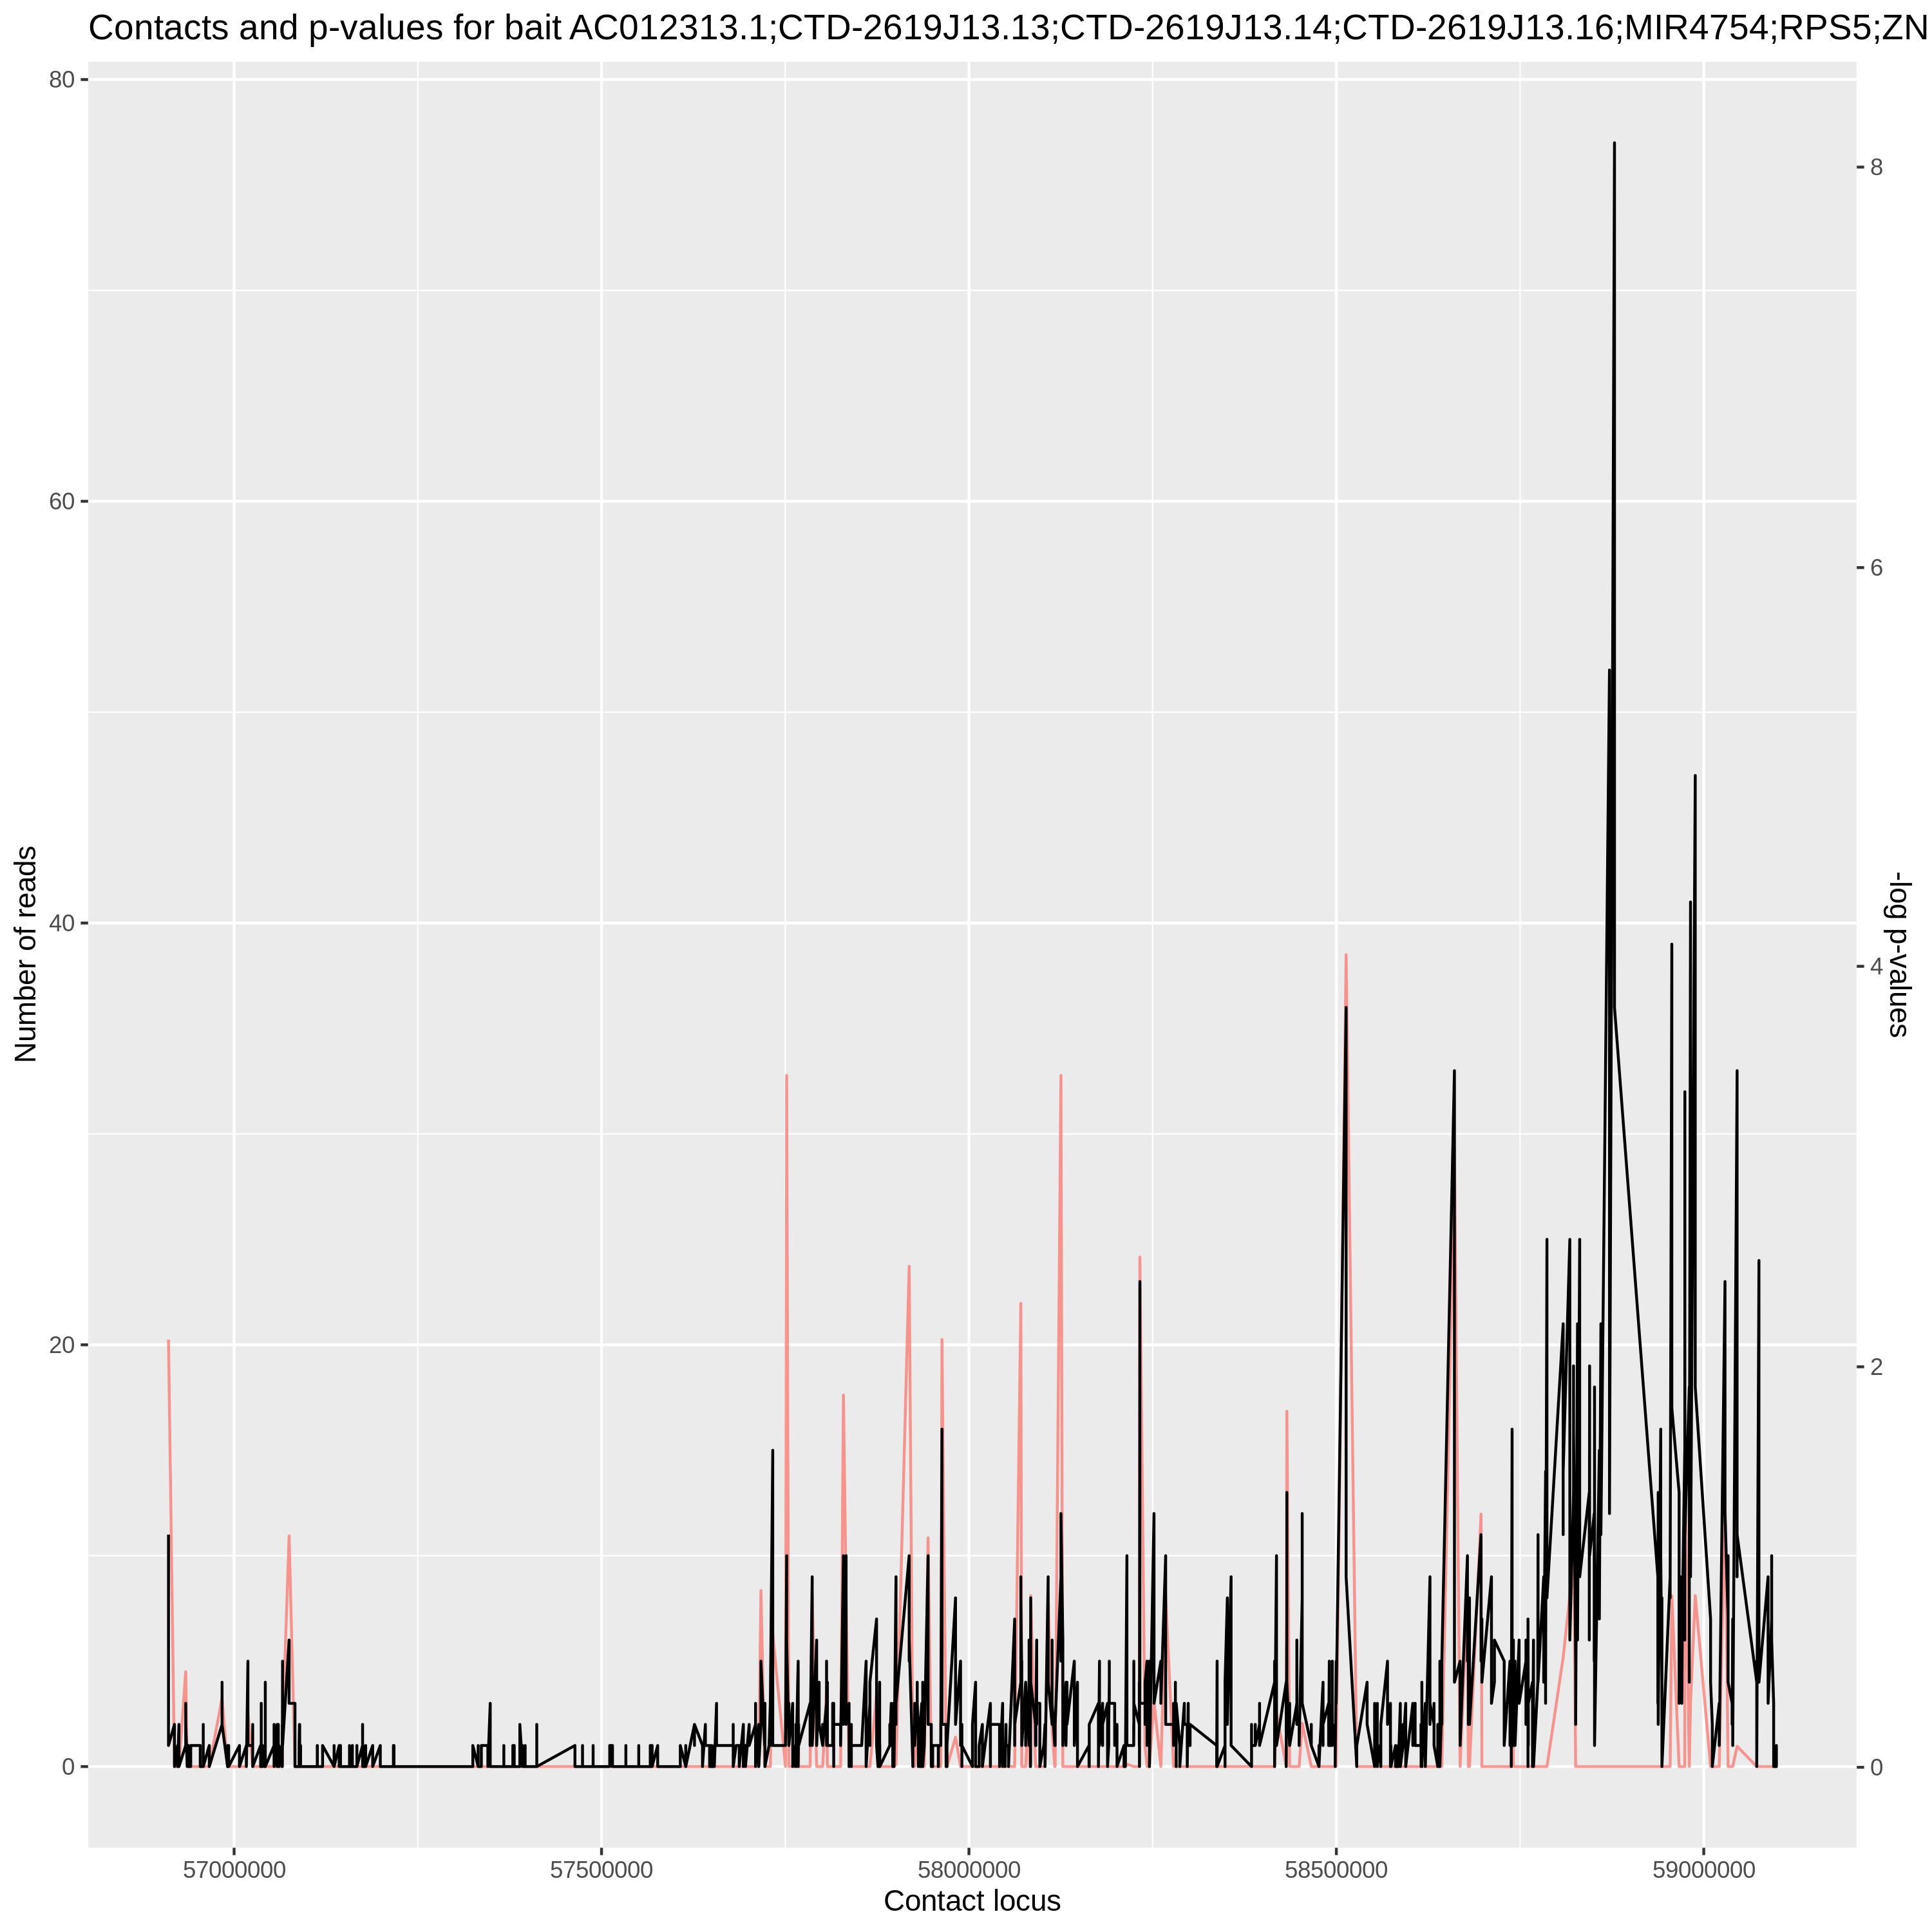 Contacts and p-values for bait AC012313.1;CTD-2619J13.13;CTD-2619J13.14;CTD-2619J13.16;MIR4754;RPS5;ZN
80
60
40
20
0
Number of reads
8
6
4
2
0
-log p-values
57000000 57500000 58000000 58500000 59000000
Contact locus